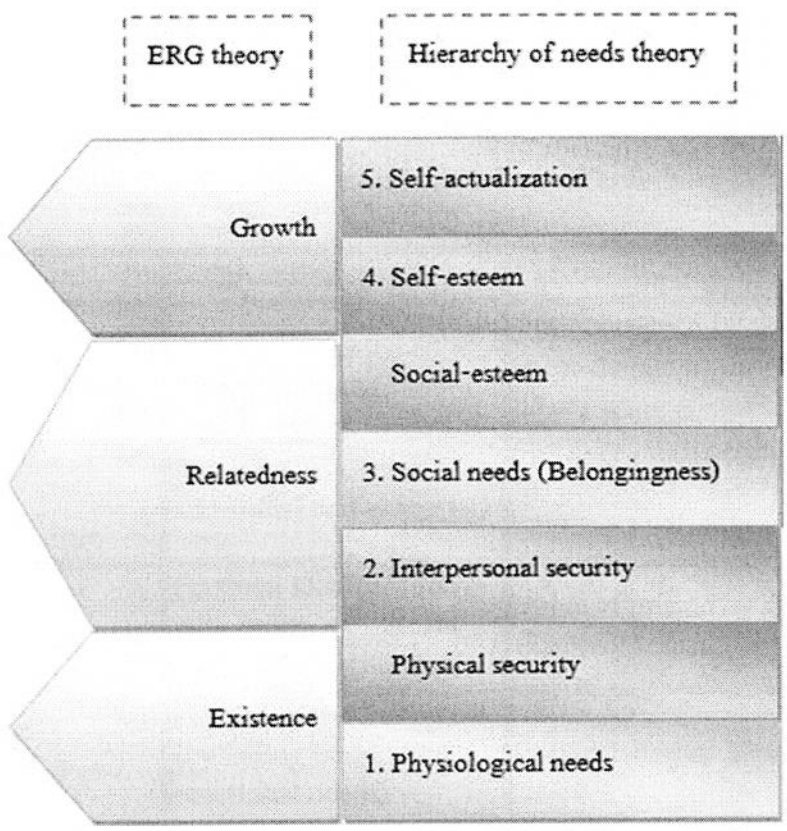 ERG theory
Hierarchy of needs theory
5. Self-actualization
Growth
4. Self-esteem
Social-esteem
Relatedness
3. Social needs (Belongingness)
2. Interpersonal security
Physical security
Existence
1. Physiological needs